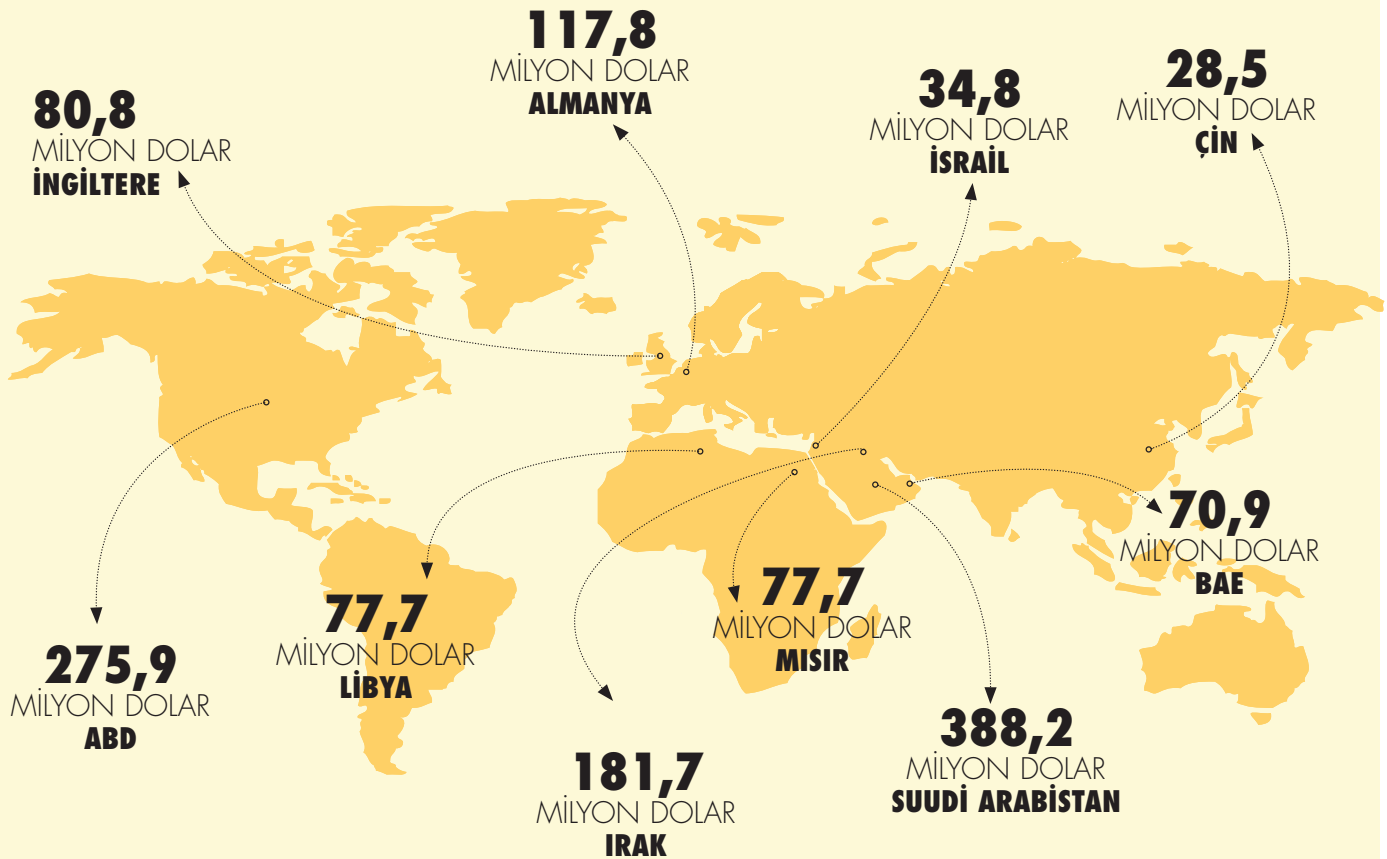 117,8
MİLYON DOLAR
ALMANYA
80,8
MİLYON DOLAR
İNGİLTERE
34,8
MİLYON DOLAR
İSRAİL
28,5
MİLYON DOLAR
ÇİN
70,9
MİLYON DOLAR
BAE
77,7
MİLYON DOLAR
LİBYA
77,7
MİLYON DOLAR
MISIR
275,9
MİLYON DOLAR
ABD
181,7
MİLYON DOLAR
IRAK
388,2
MİLYON DOLAR
SUUDİ ARABİSTAN